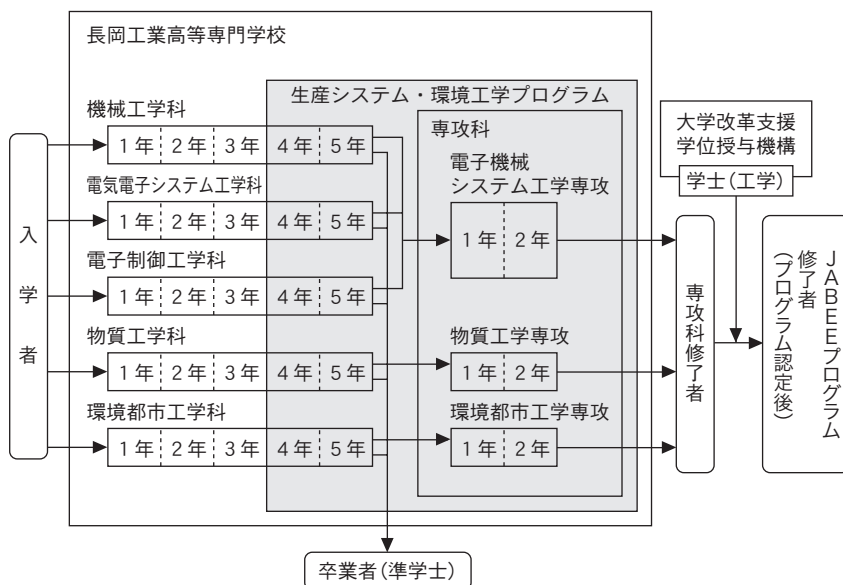 長岡工業高等専門学校
生産システム・環境工学プログラム
機械工学科
1年 2年 3年 4年 5年
電気電子システム工学科
1年 2年 3年 4年 5年
電子制御工学科
1年 2年 3年 4年 5年
物質工学科
1年 2年 3年 4年 5年
環境都市工学科
1年 2年 3年 4年 5年
入学者
専攻科
電子機械
システム工学専攻
1年 2年
物質工学専攻
1年 2年
環境都市工学専攻
1年 2年
大学改革支援
学位授与機構
学士(工学)
専攻科修了者
JABEEプログラム
修了者
(プログラム認定後)
卒業者(準学士)